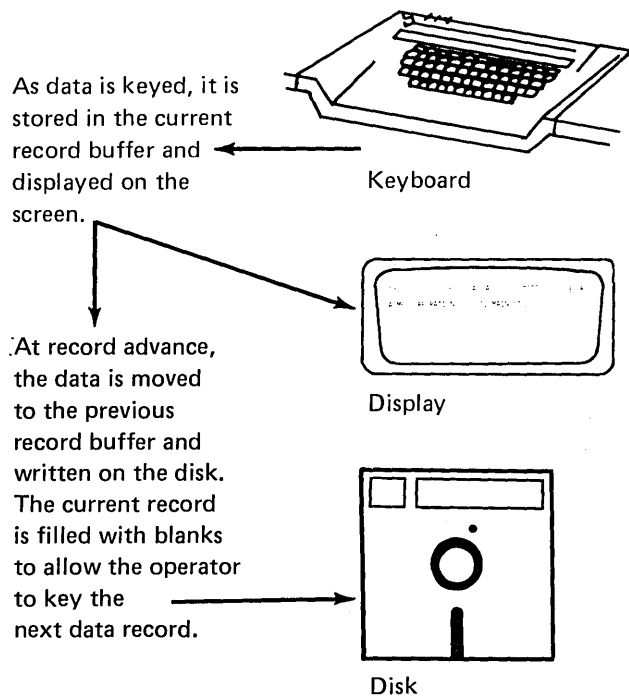 As data is keyed, it is
stored in the current
record buffer and
displayed on the
screen.
Keyboard
At record advance,
the data is moved
to the previous
record buffer and
written on the disk.
The current record
is filled with blanks
to allow the operator
to key the
next data record.
Display
Disk